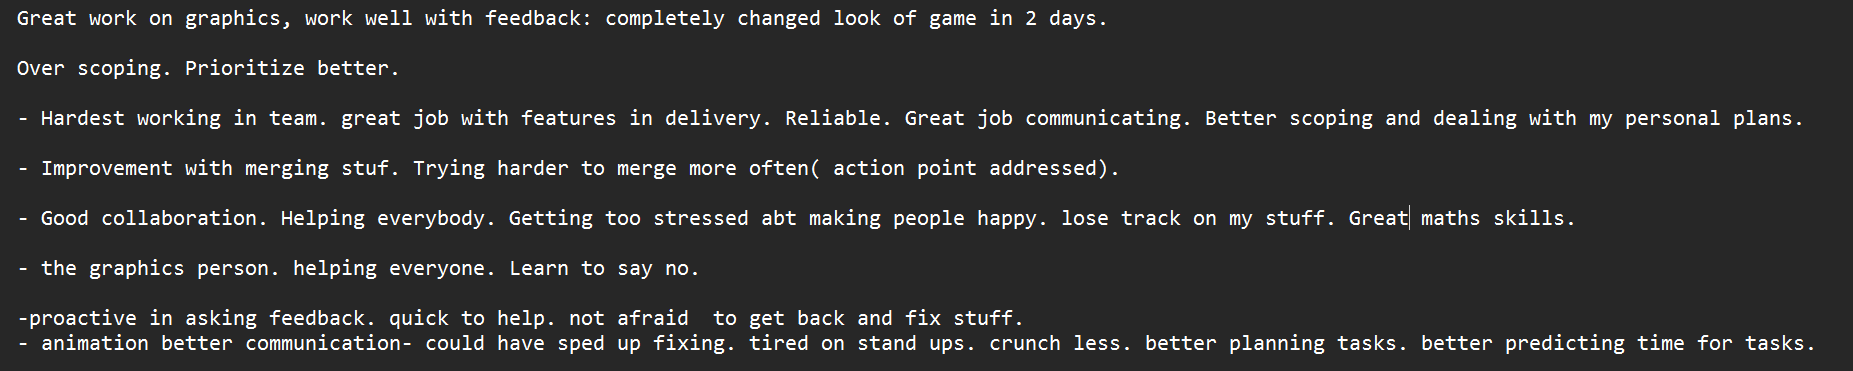 Great work on graphics, work well with feedback: completely changed look of game in 2 days.
Over scoping. Prioritize better.
- Hardest working in team. great job with features in delivery. Reliable. Great job communicating. Better scoping and dealing with my personal plans.
- Improvement with merging stuf. Trying harder to merge more often( action point addressed).
- Good collaboration. Helping everybody. Getting too stressed abt making people happy. lose track on my stuff. Great maths skills.
- the graphics person. helping everyone. Learn to say no.
-proactive in asking feedback. quick to help. not afraid  to get back and fix stuff.
- animation better communication- could have sped up fixing. tired on stand ups. crunch less. better planning tasks. better predicting time for tasks.